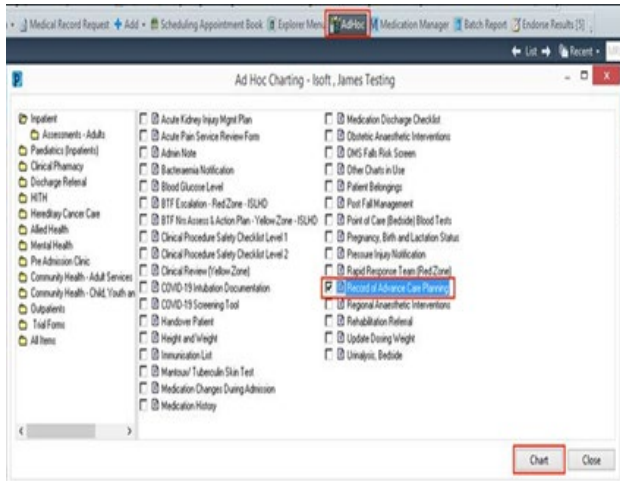 Medical Record Request Add Scheduling Appointment Book Explorer Menu AdHoc Medication Manager Batch Report Endorse Results [5]
List Recent
Ad Hoc Charting - Isoft , James Testing
Inpatient
Assessments - Adults
Paediatrics (Inpatients)
Clinical Pharmacy
Discharge Referral
HITH
Hereditary Cancer Care
Allied Health
Mental Health
Pre Admission Clinic
Community Health - Adult Services
Community Health - Child, Youth an
Outpatients
Trial Forms
All Items
Acute Kidney Injury Mgnt Plan
Acute Pain Service Review Form
Admin Note
Bacteraemia Notification
Blood Glucose Level
BTF Escalation - Red Zone - ISLHD
BTF Nrs Assess & Action Plan - Yellow Zone - ISLHD
Clinical Procedure Safety Checklist Level 1
Clinical Procedure Safety Checklist Level 2
Clinical Review (Yellow Zone)
COVID-19 Intubation Documentation
COVID-19 Screening Tool
Handover Patient
Height and Weight
Immunisation List
Mantoux/ Tuberculin Skin Test
Medication Changes During Admission
Medication History
Medication Discharge Checklist
Obstetric Anaesthetic Interventions
OMS Falls Risk Screen
Other Charts in Use
Patient Belongings
Post Fall Management
Point of Care (Bedside) Blood Tests
Pregnancy, Birth and Lactation Status
Pressure Injury Notification
Rapid Response Team (Red Zone)
Record of Advance Care Planning
Regional Anaesthetic Interventions
Rehabilitation Referral
Update Dosing Weight
Urinalysis, Bedside
Chart Close